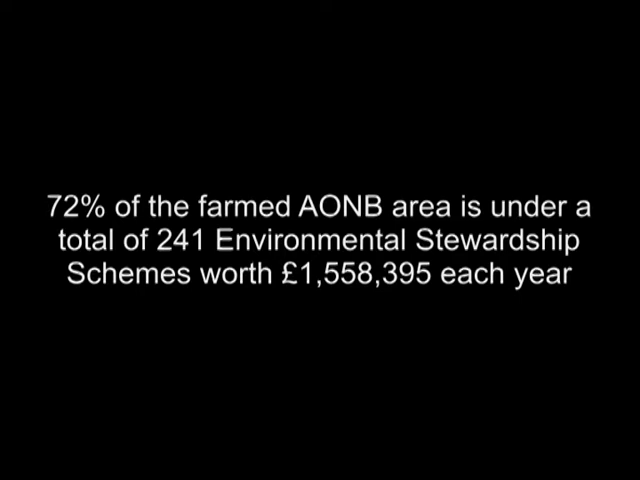 72% of the farmed AONB area is under a
total of 241 Environmental Stewardship
Schemes worth £1,558,395 each year